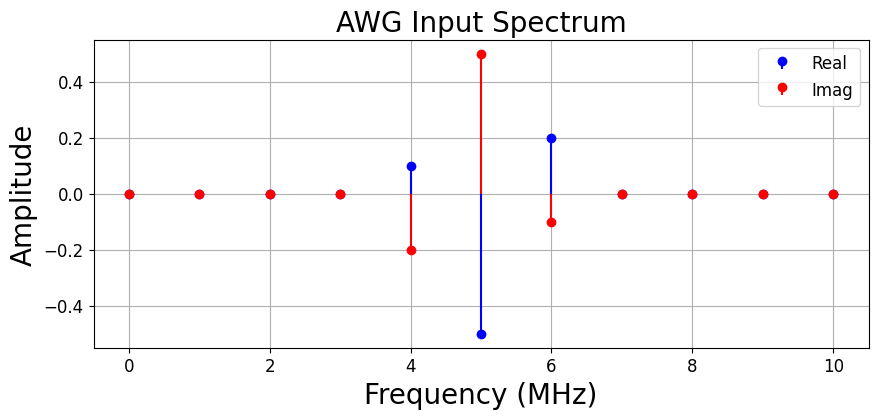 AWG Input Spectrum
Real
Imag
0.4
0.2
0.0
−0.2
−0.4
Amplitude
0 2 4 6 8 10
Frequency (MHz)